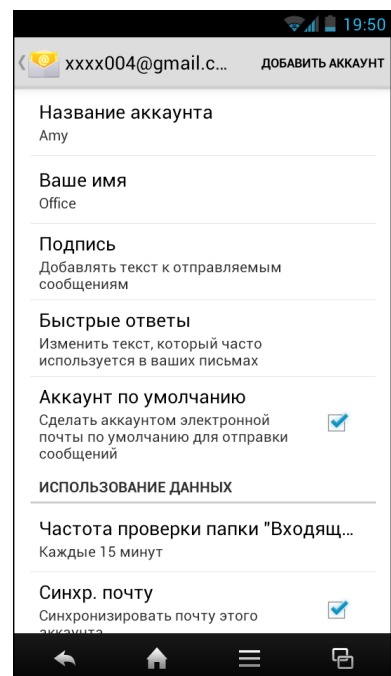 19:50
xxxx004@gmail.c... ДОБАВИТЬ АККАУНТ
Название аккаунта
Amy
Ваше имя
Office
Подпись
Добавлять текст к отправляемым
сообщениям
Быстрые ответы
Изменить текст, который часто
используется в ваших письмах
Аккаунт по умолчанию
Сделать аккаунтом электронной
почты по умолчанию для отправки
сообщений
ИСПОЛЬЗОВАНИЕ ДАННЫХ
Частота проверки папки "Входящ...
Каждые 15 минут
Синхр. почту
Синхронизировать почту этого
аккаунта